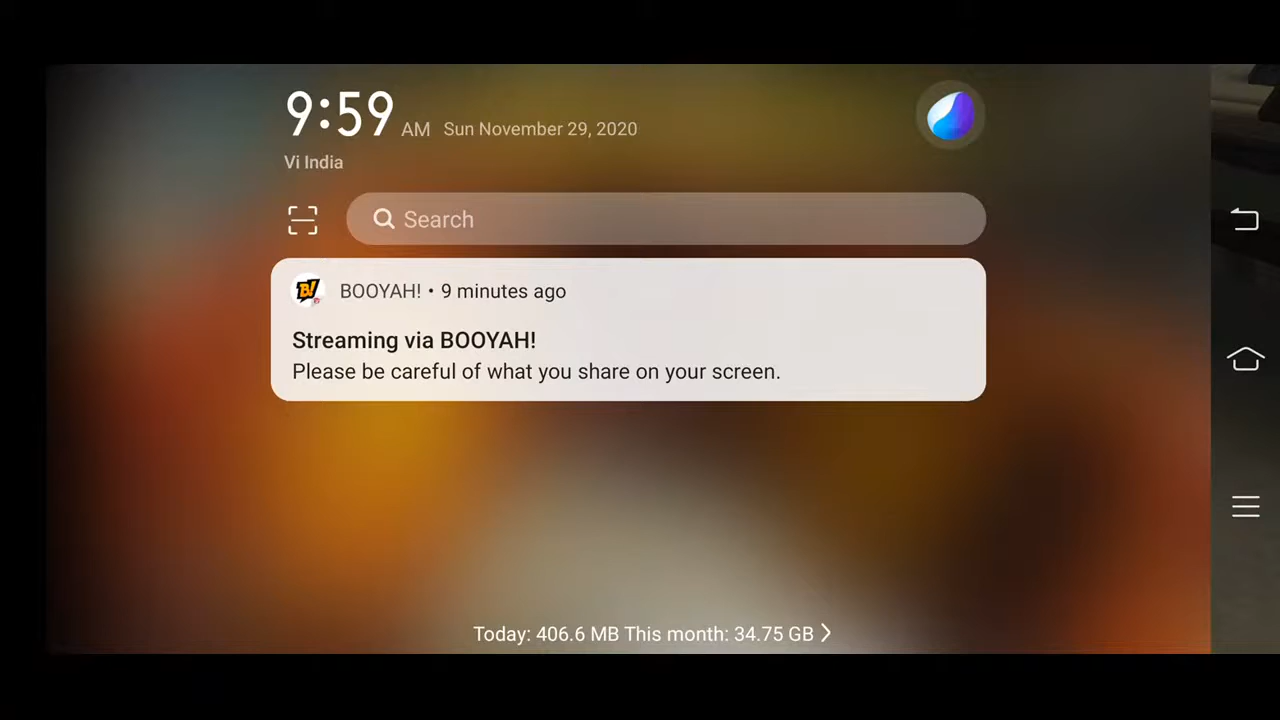 9:59 AM Sun November 29, 2020
Vi India
Search
B! BOOYAH! • 9 minutes ago
Streaming via BOOYAH!
Please be careful of what you share on your screen.
Today: 406.6 MB This month: 34.75 GB